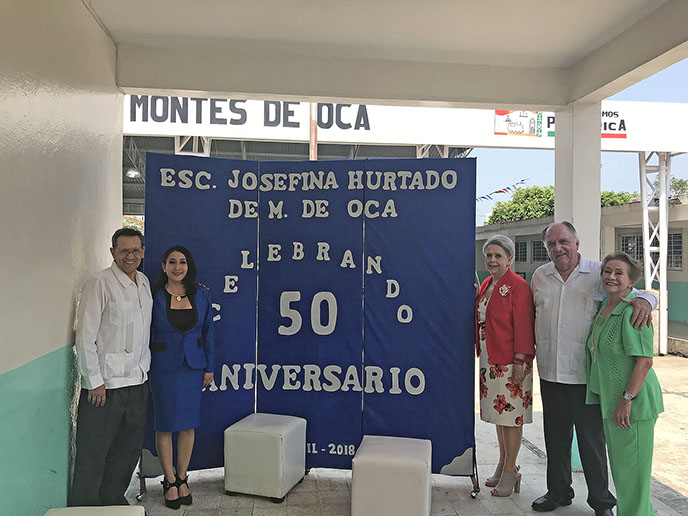 MONTES DE OCA
ESC. JOSEFINA HURTADO
DE M. DE OCA
CELEBRANDO
50
ANIVERSARIO
2018